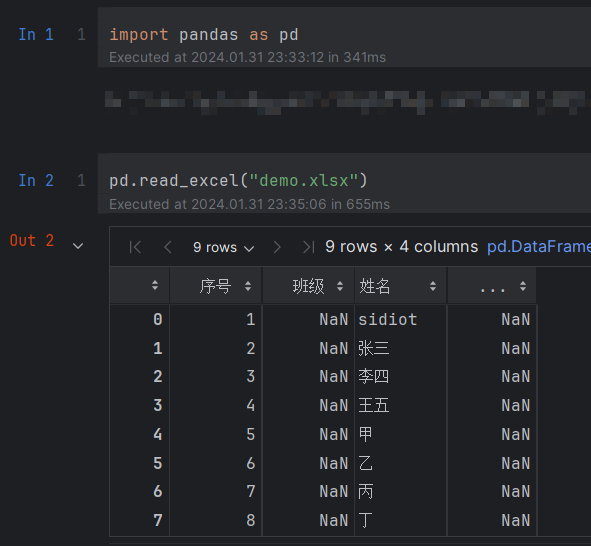 In 1 1 import pandas as pd
Executed at 2024.01.31 23:33:12 in 341ms
In 2 1 pd.read_excel("demo.xlsx")
Executed at 2024.01.31 23:35:06 in 655ms
Out 2 9 rows 9 rows × 4 columns pd.DataFrame
序号 班级 姓名 ...
0 1 NaN sidiot NaN
1 2 NaN 张三 NaN
2 3 NaN 李四 NaN
3 4 NaN 王五 NaN
4 5 NaN 甲 NaN
5 6 NaN 乙 NaN
6 7 NaN 丙 NaN
7 8 NaN 丁 NaN